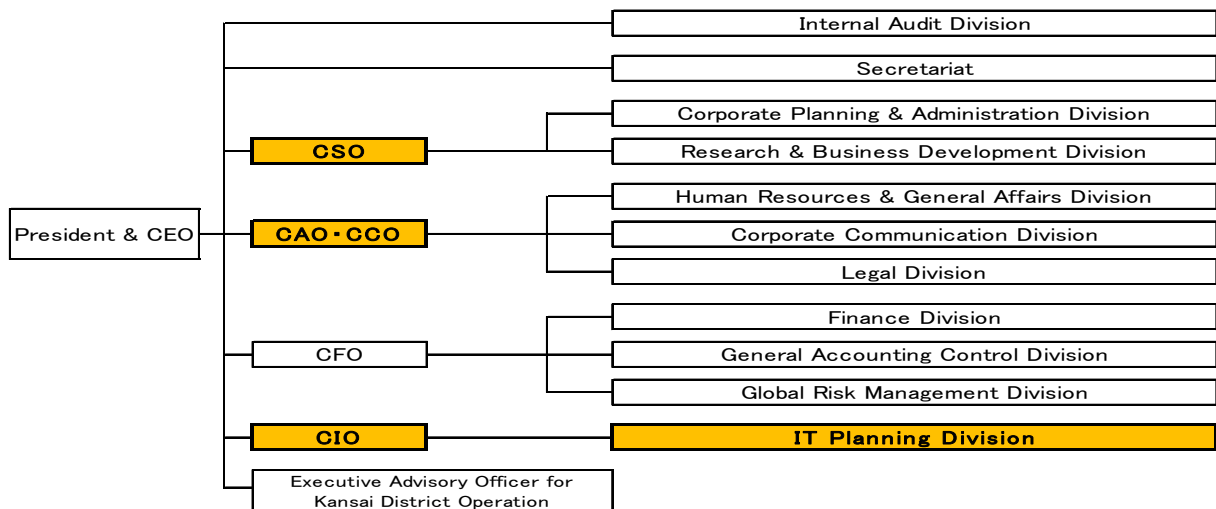 Internal Audit Division
Secretariat
Corporate Planning & Administration Division
CSO
Research & Business Development Division
Human Resources & General Affairs Division
President & CEO
CAO・CCO
Corporate Communication Division
Legal Division
Finance Division
CFO
General Accounting Control Division
Global Risk Management Division
CIO
IT Planning Division
Executive Advisory Officer for
Kansai District Operation